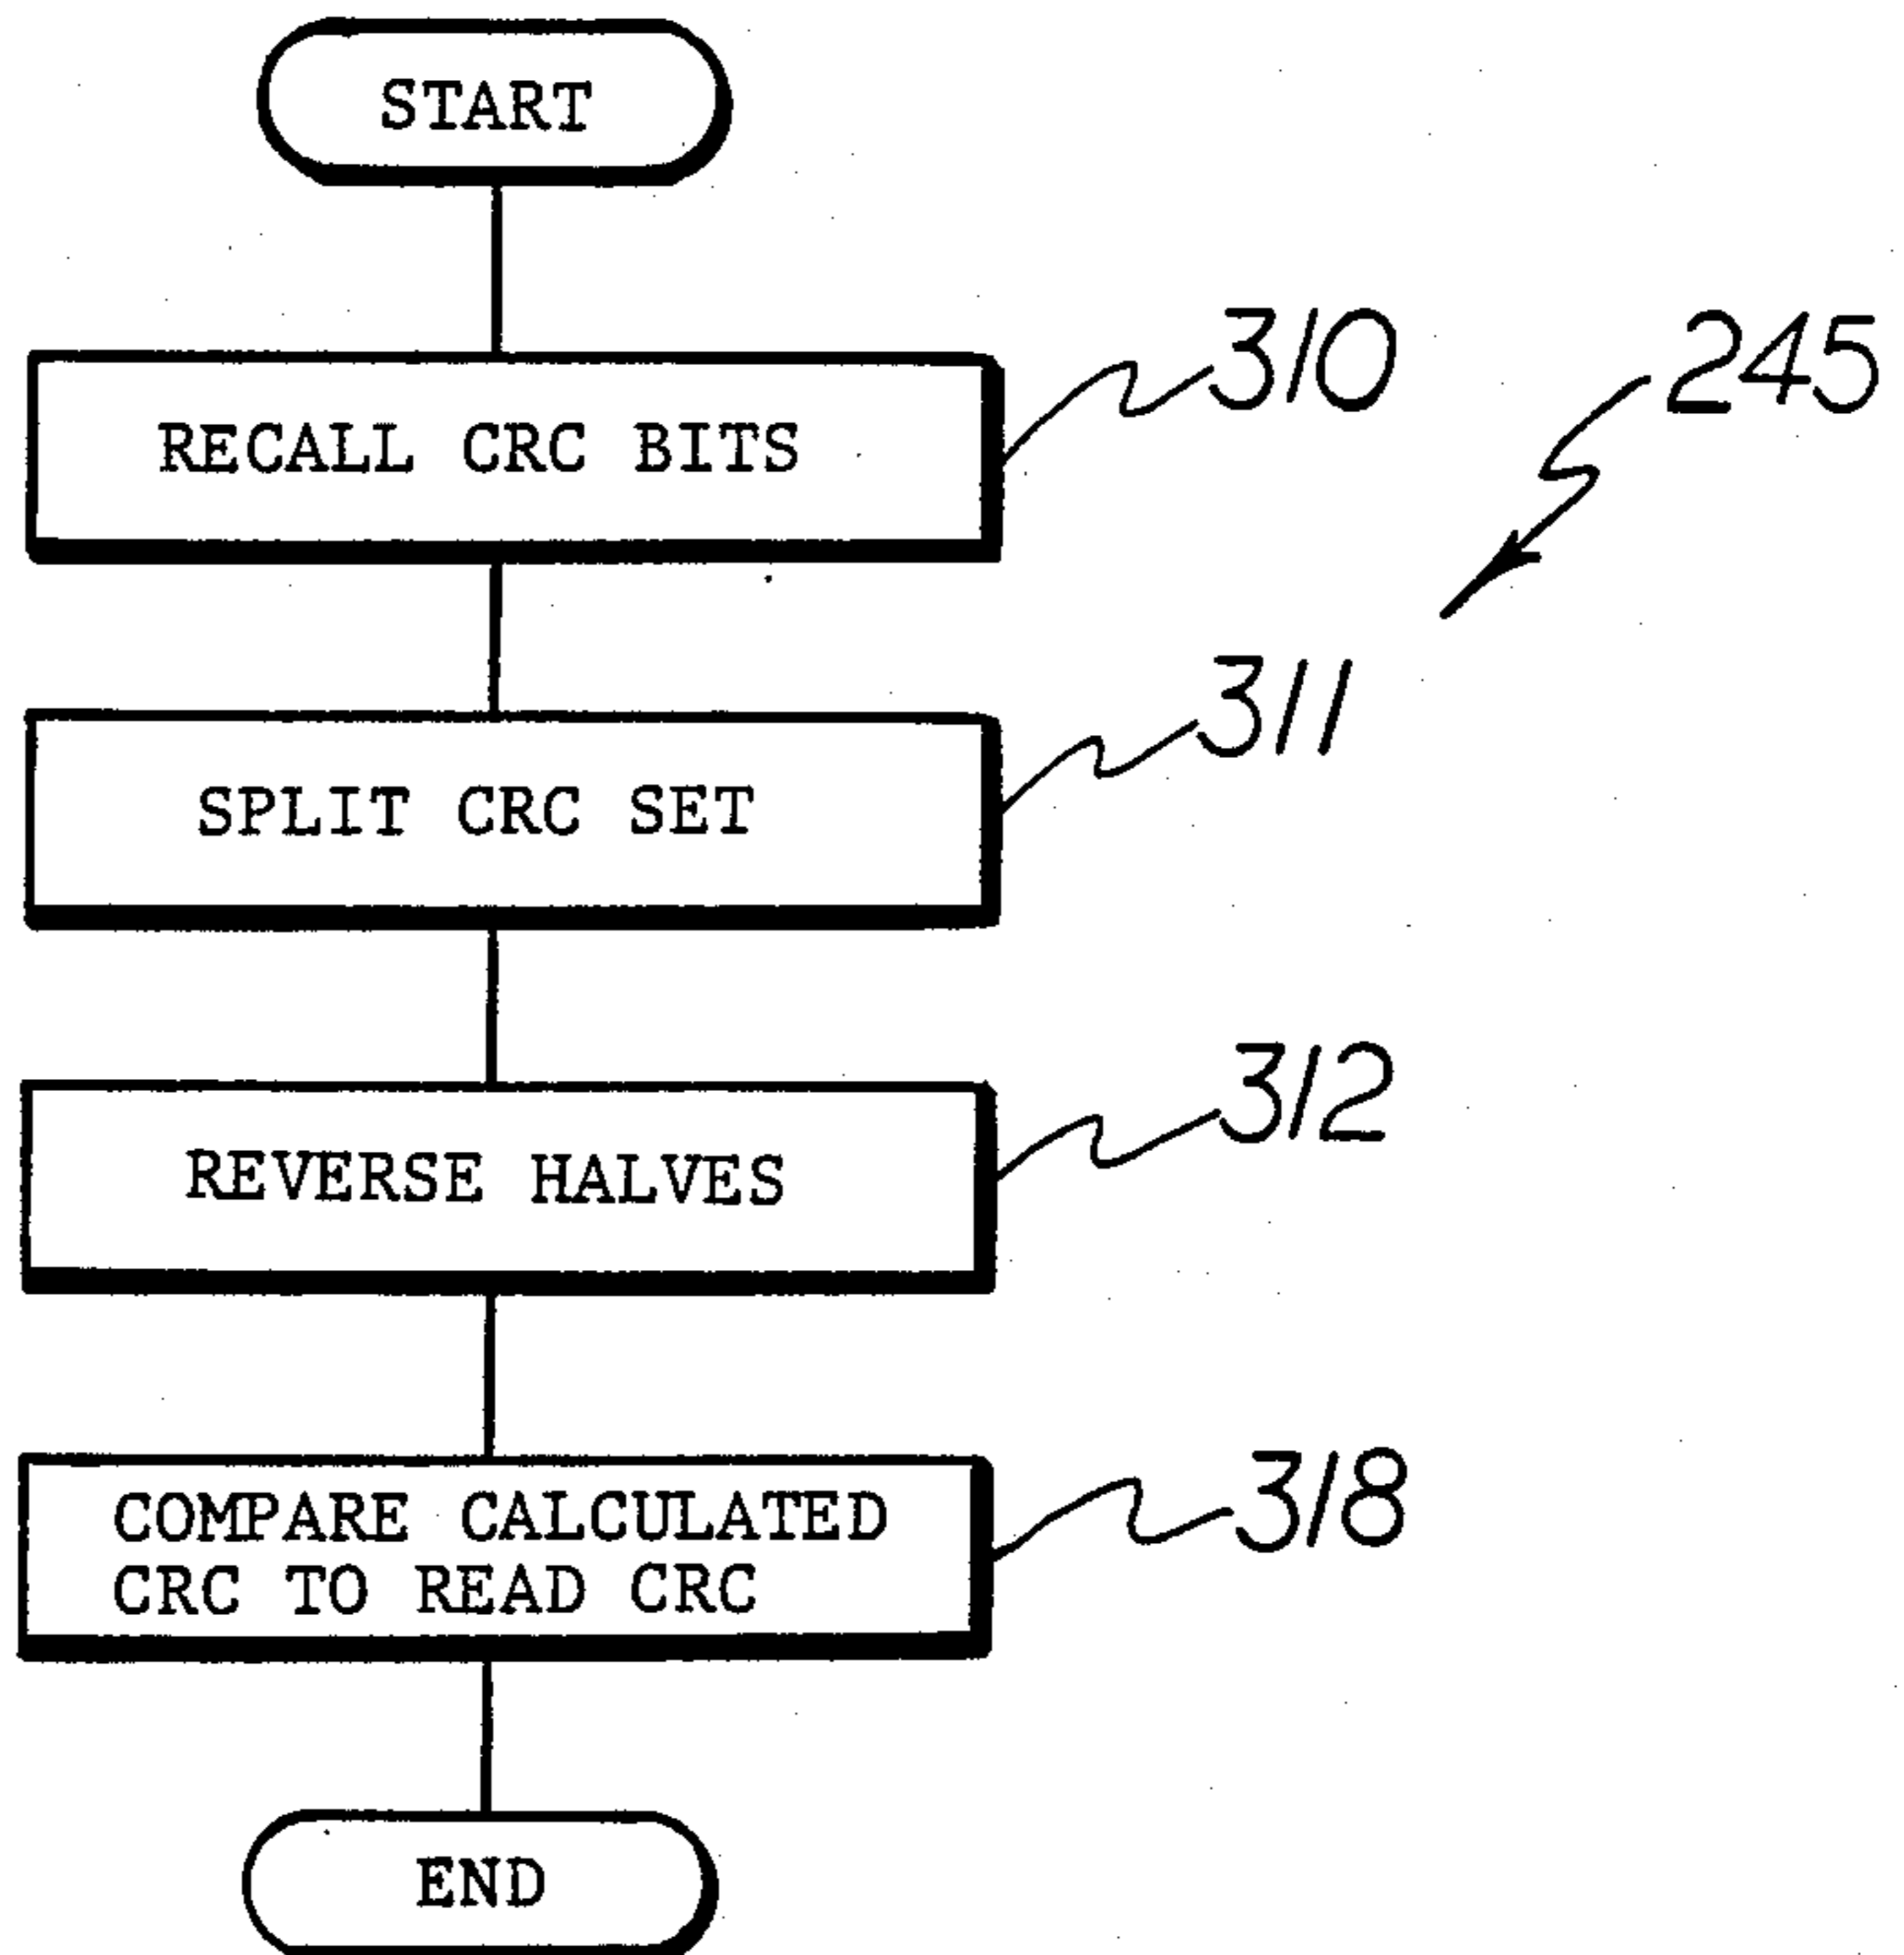 START
RECALL CRC BITS
310
245
SPLIT CRC SET
311
REVERSE HALVES
312
COMPARE CALCULATED
CRC TO READ CRC
318
END